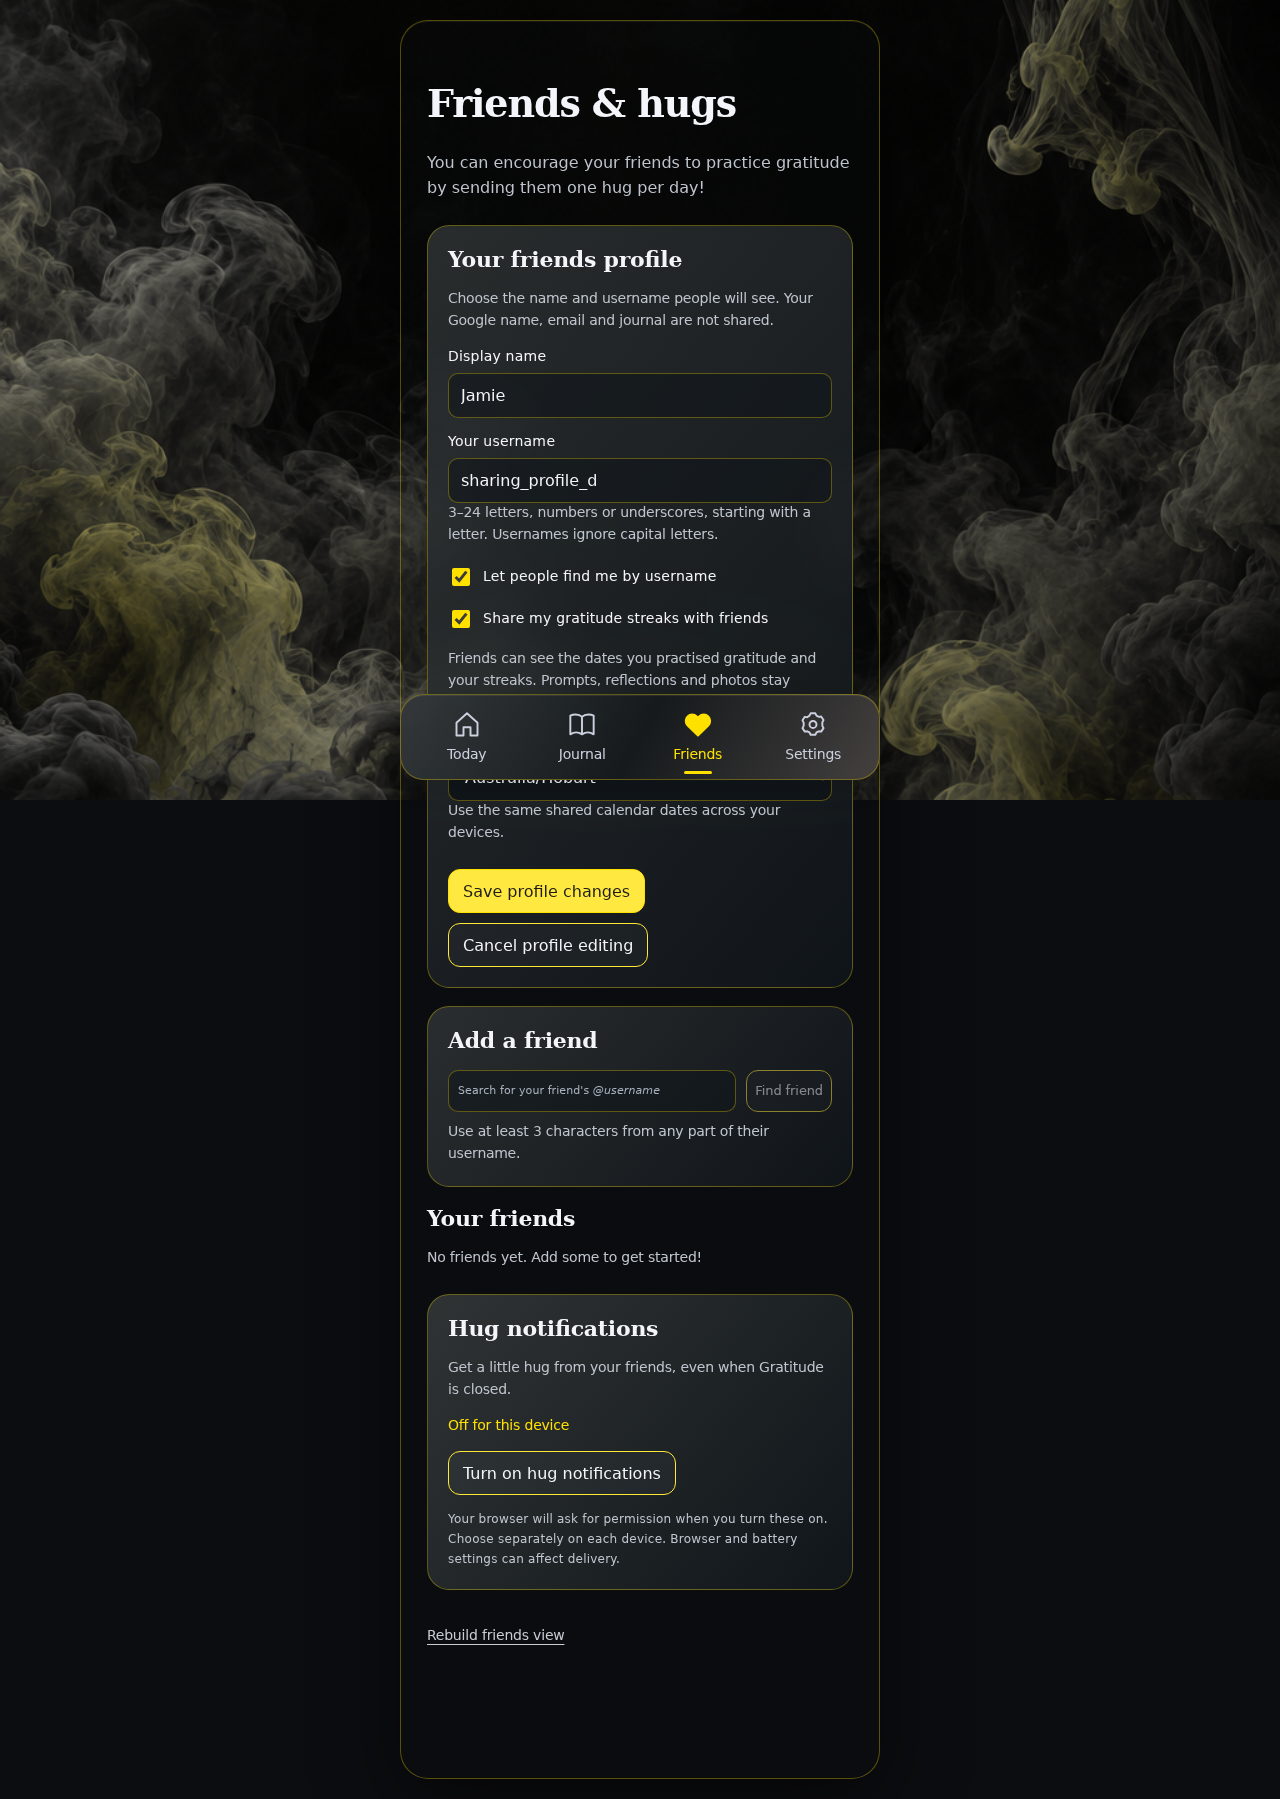 Friends & hugs
You can encourage your friends to practice gratitude
by sending them one hug per day!
Your friends profile
Choose the name and username people will see. Your
Google name, email and journal are not shared.
Display name
Jamie
Your username
sharing_profile_d
3–24 letters, numbers or underscores, starting with a
letter. Usernames ignore capital letters.
Let people find me by username
Share my gratitude streaks with friends
Friends can see the dates you practised gratitude and
your streaks. Prompts, reflections and photos stay
Today
Journal
Friends
Settings
Australia/Hobart
Use the same shared calendar dates across your
devices.
Save profile changes
Cancel profile editing
Add a friend
Search for your friend's @username
Find friend
Use at least 3 characters from any part of their
username.
Your friends
No friends yet. Add some to get started!
Hug notifications
Get a little hug from your friends, even when Gratitude
is closed.
Off for this device
Turn on hug notifications
Your browser will ask for permission when you turn these on.
Choose separately on each device. Browser and battery
settings can affect delivery.
Rebuild friends view